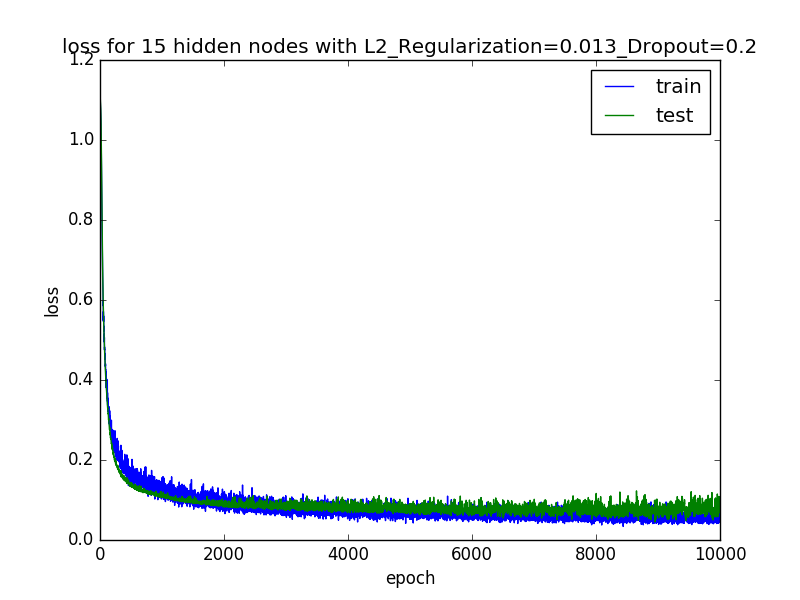 loss for 15 hidden nodes with L2_Regularization=0.013_Dropout=0.2
1.2
1.0
0.8
0.6
0.4
0.2
0.0
loss
train
test
0 2000 4000 6000 8000 10000
epoch